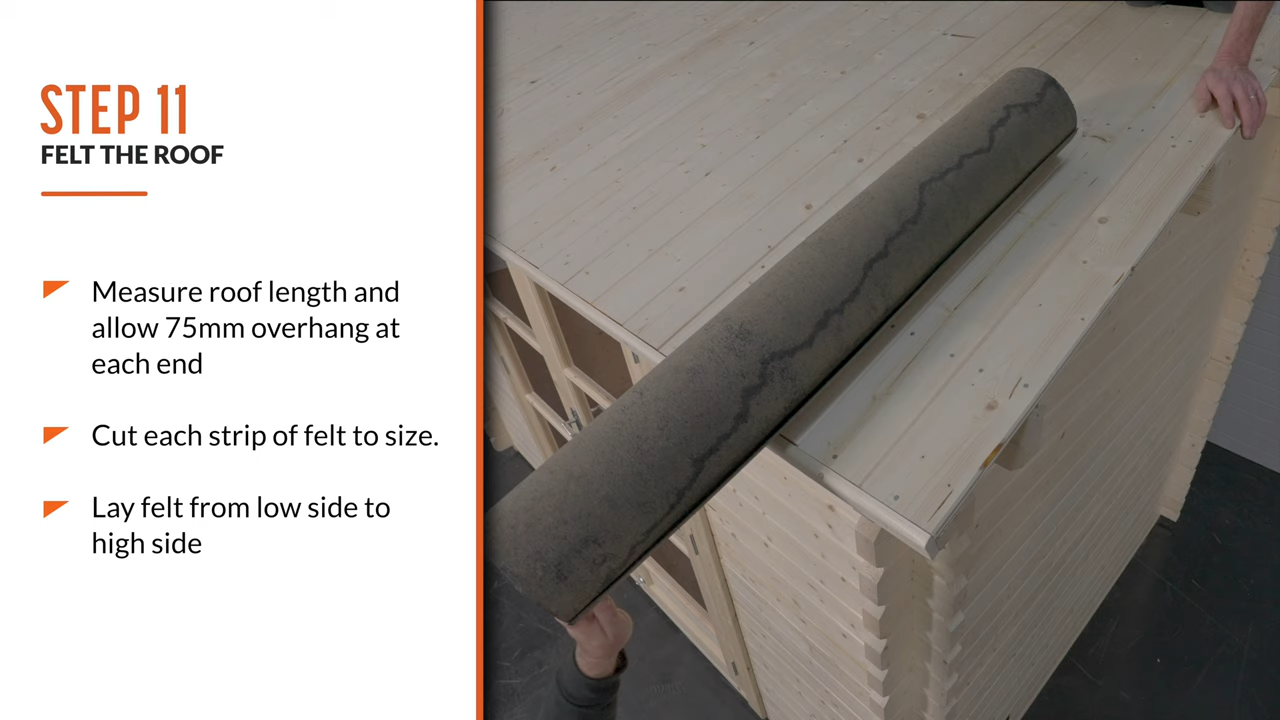 STEP 11
FELT THE ROOF
Measure roof length and
allow 75mm overhang at
each end
Cut each strip of felt to size.
Lay felt from low side to
high side